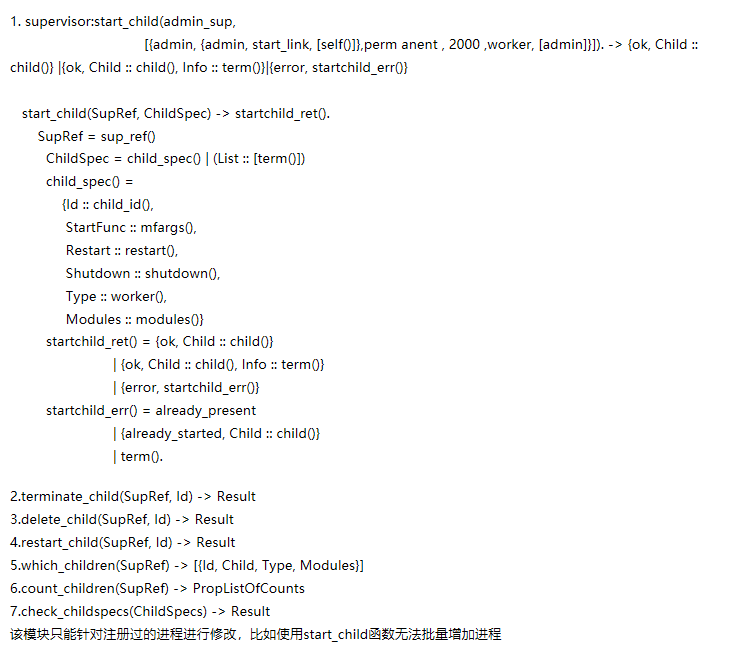 1. supervisor:start_child(admin_sup,
[{admin, {admin, start_link, [self()]},perm anent , 2000 ,worker, [admin]}]). -> {ok, Child ::
child()} |{ok, Child :: child(), Info :: term()}|{error, startchild_err()}
start_child(SupRef, ChildSpec) -> startchild_ret().
SupRef = sup_ref()
ChildSpec = child_spec() | (List :: [term()])
child_spec() =
{Id :: child_id(),
StartFunc :: mfargs(),
Restart :: restart(),
Shutdown :: shutdown(),
Type :: worker(),
Modules :: modules()}
startchild_ret() = {ok, Child :: child()}
| {ok, Child :: child(), Info :: term()}
| {error, startchild_err()}
startchild_err() = already_present
| {already_started, Child :: child()}
| term().
2.terminate_child(SupRef, Id) -> Result
3.delete_child(SupRef, Id) -> Result
4.restart_child(SupRef, Id) -> Result
5.which_children(SupRef) -> [{Id, Child, Type, Modules}]
6.count_children(SupRef) -> PropListOfCounts
7.check_childspecs(ChildSpecs) -> Result
该模块只能针对注册过的进程进行修改，比如使用start_child函数无法批量增加进程